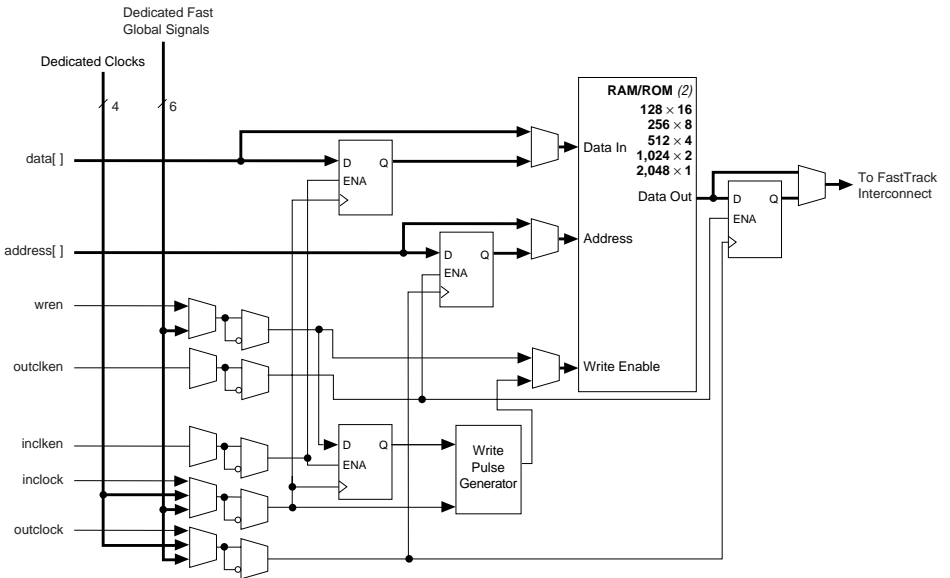 Dedicated Fast
Global Signals
Dedicated Clocks
4
6
RAM/ROM (2)
128 × 16
256 × 8
512 × 4
1,024 × 2
2,048 × 1
data[ ]
D
Q
ENA
Data In
Data Out
D
Q
ENA
To FastTrack
Interconnect
address[ ]
D
Q
ENA
Address
wren
outclken
Write Enable
inclken
D
Q
ENA
Write
Pulse
Generator
inclock
outclock